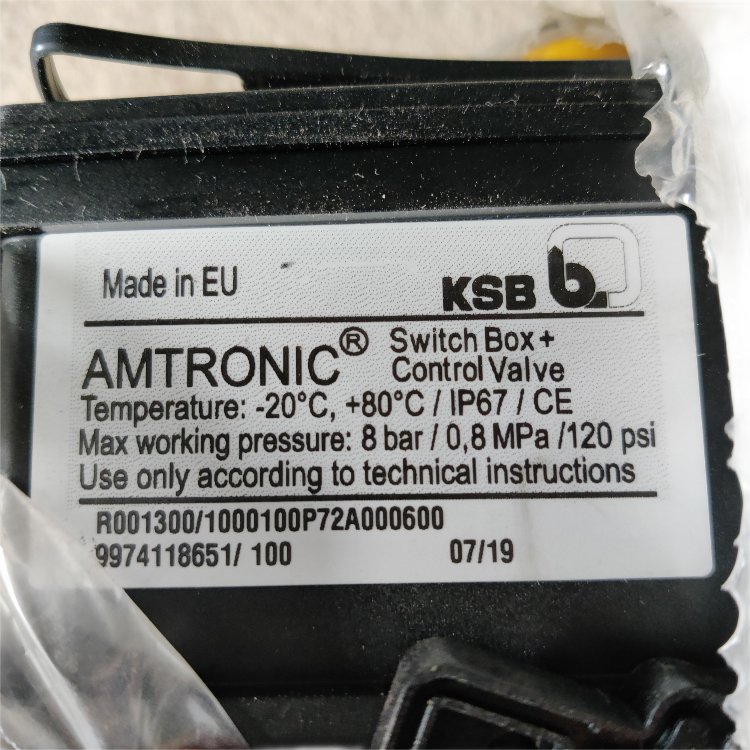 Made in EU
KSB b.
AMTRONIC® Switch Box +
Control Valve
Temperature: -20°C, +80°C / IP67 / CE
Max working pressure: 8 bar / 0,8 MPa /120 psi
Use only according to technical instructions
R001300/1000100P72A000600
9974118651/ 100 07/19